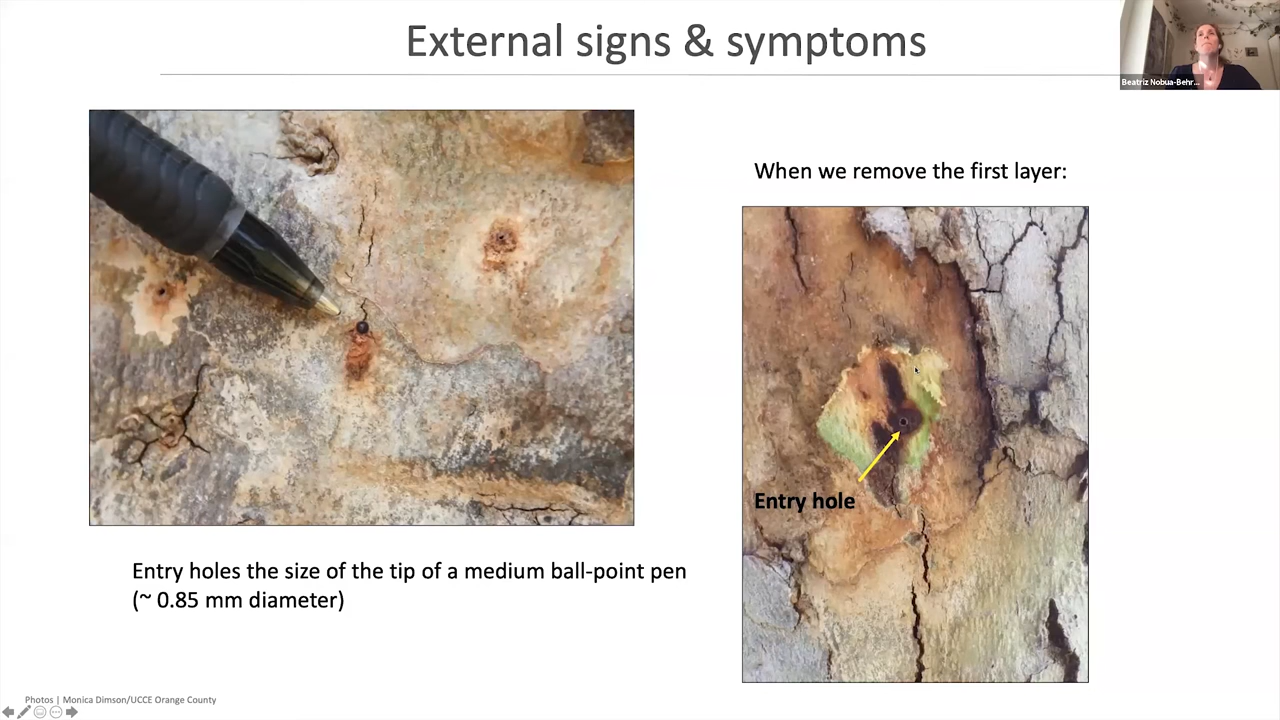 External signs & symptoms
Beatriz Nobua-Behr...
When we remove the first layer:
Entry hole
Entry holes the size of the tip of a medium ball-point pen
(~ 0.85 mm diameter)
Photos | Monica Dimson/UCCE Orange County